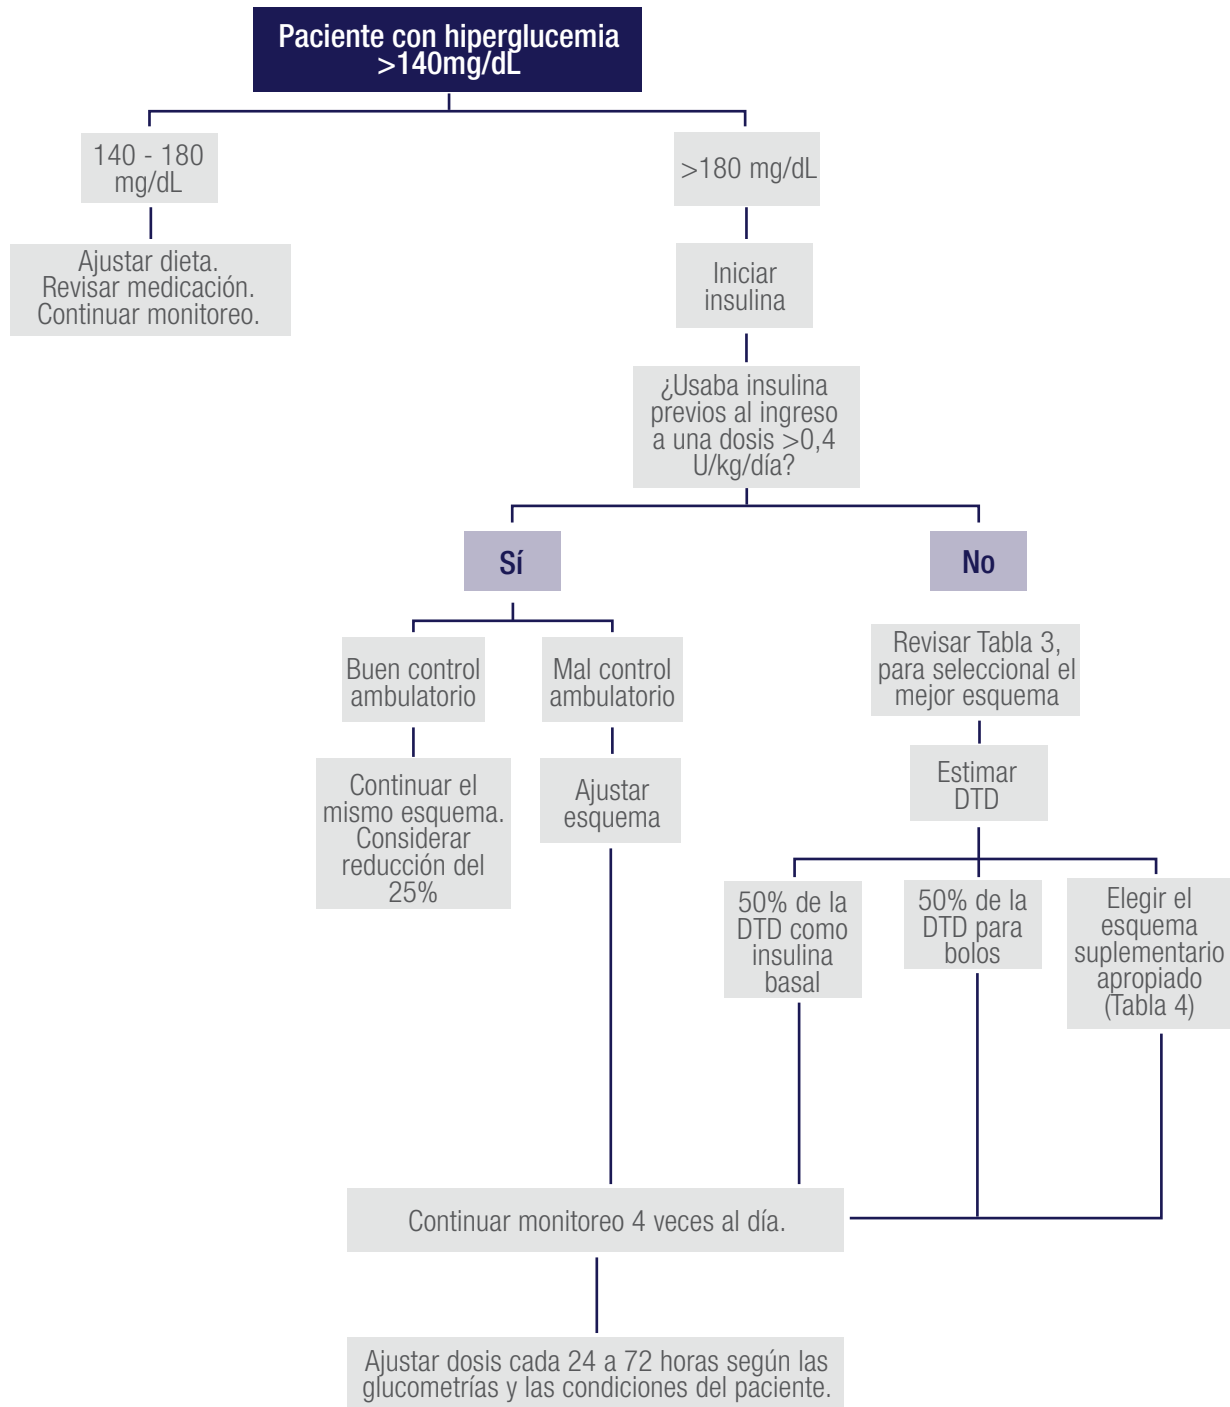 Paciente con hiperglucemia
>140mg/dL
140 - 180
mg/dL
>180 mg/dL
Ajustar dieta.
Revisar medicación.
Continuar monitoreo.
Iniciar
insulina
¿Usaba insulina
previos al ingreso
a una dosis >0,4
U/kg/día?
Sí
No
Buen control
ambulatorio
Mal control
ambulatorio
Revisar Tabla 3,
para seleccional el
mejor esquema
Continuar el
mismo esquema.
Considerar
reducción del
25%
Ajustar
esquema
Estimar
DTD
50% de la
DTD como
insulina
basal
50% de la
DTD para
bolos
Elegir el
esquema
suplementario
apropiado
(Tabla 4)
Continuar monitoreo 4 veces al día.
Ajustar dosis cada 24 a 72 horas según las
glucometrías y las condiciones del paciente.